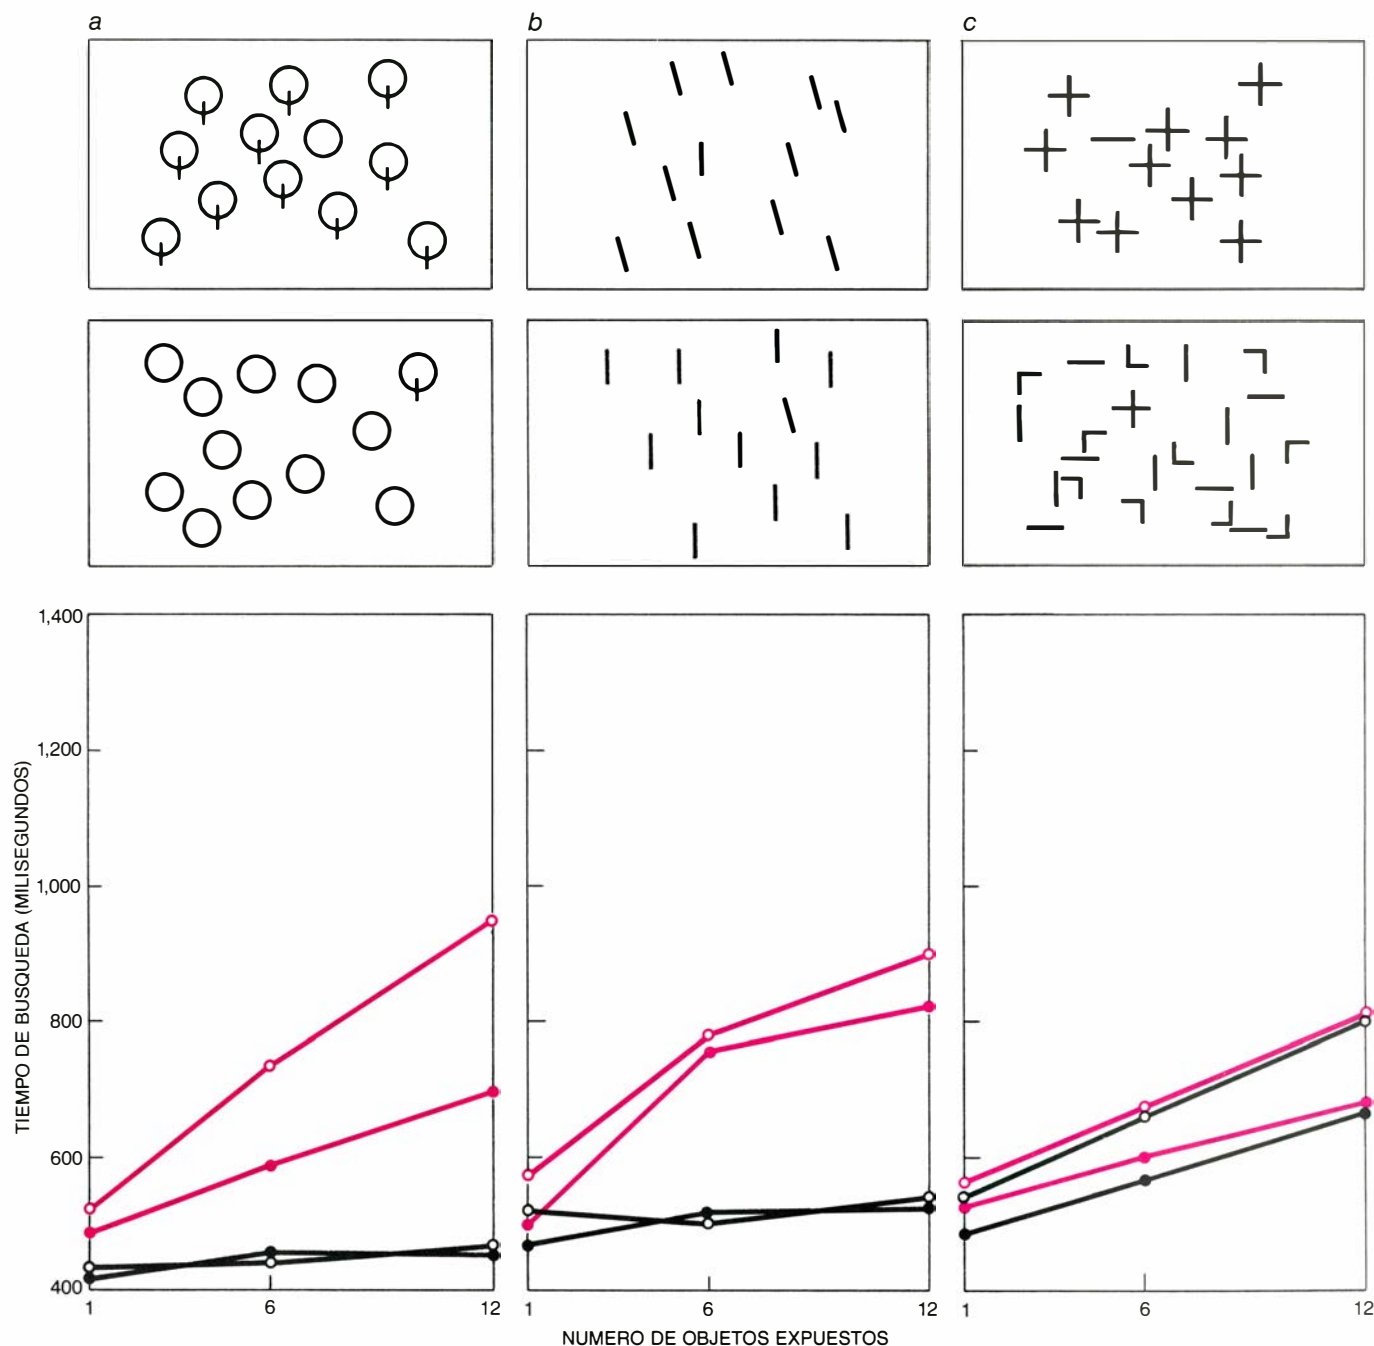 a
b
c
1,400
1,200
1,000
800
600
400
TIEMPO DE BUSQUEDA (MILISEGUNDOS)
1 6 12
1 6 12
1 6 12
NUMERO DE OBJETOS EXPUESTOS